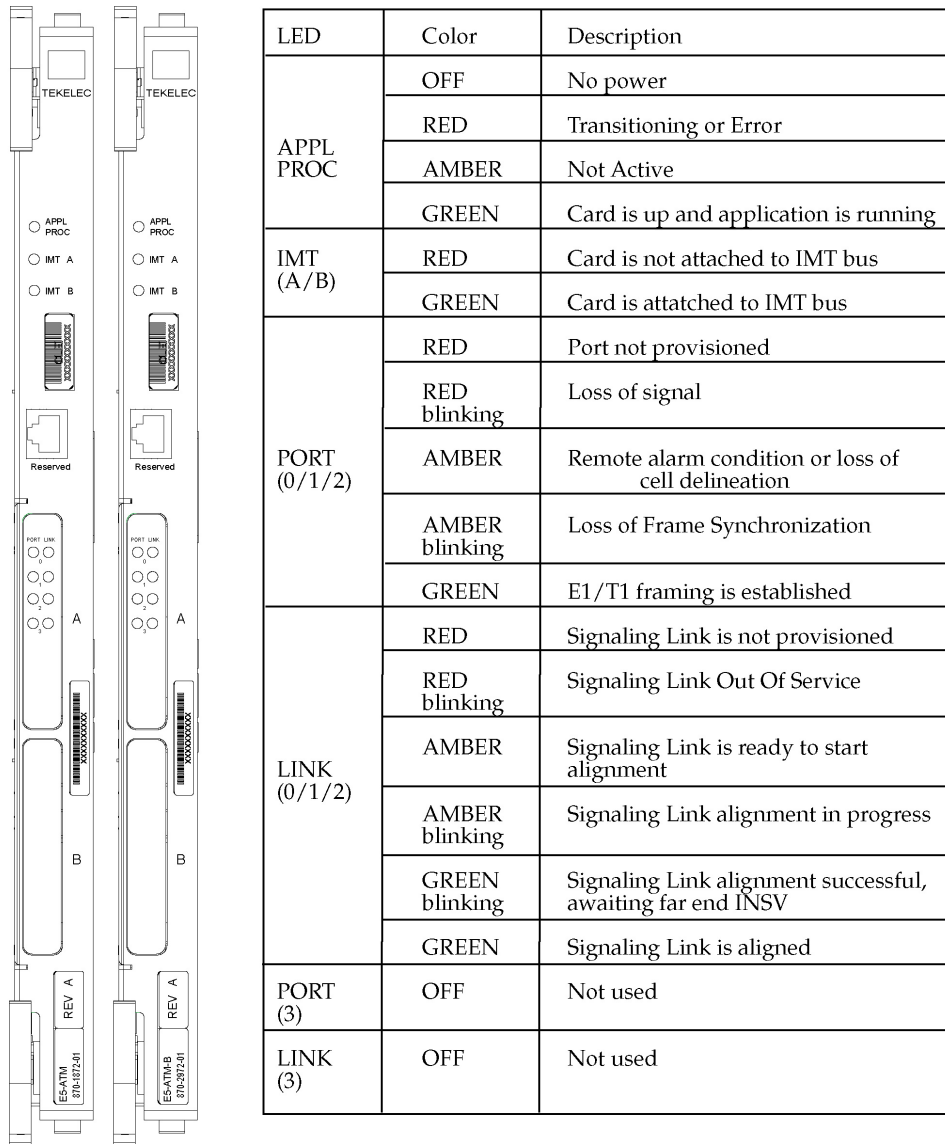 TEKELEC
APPL
PROC
IMT A
IMT B
XXXXXXXXXX
Reserved
PORT LINK
0
1
2
3
A
XXXXXXXXXX
B
REV A
E5-ATM
870-1872-01
TEKELEC
APPL
PROC
IMT A
IMT B
XXXXXXXXXX
Reserved
PORT LINK
0
1
2
3
A
XXXXXXXXXX
B
REV A
E5-ATM-B
870-2972-01
LED Color Description
APPL
PROC
OFF No power
RED Transitioning or Error
AMBER Not Active
GREEN Card is up and application is running
IMT
(A/B)
RED Card is not attached to IMT bus
GREEN Card is attatched to IMT bus
PORT
(0/1/2)
RED Port not provisioned
RED
blinking
Loss of signal
AMBER Remote alarm condition or loss of
cell delineation
AMBER
blinking
Loss of Frame Synchronization
GREEN E1/T1 framing is established
LINK
(0/1/2)
RED Signaling Link is not provisioned
RED
blinking
Signaling Link Out Of Service
AMBER Signaling Link is ready to start
alignment
AMBER
blinking
Signaling Link alignment in progress
GREEN
blinking
Signaling Link alignment successful,
awaiting far end INSV
GREEN Signaling Link is aligned
PORT
(3)
OFF Not used
LINK
(3)
OFF Not used